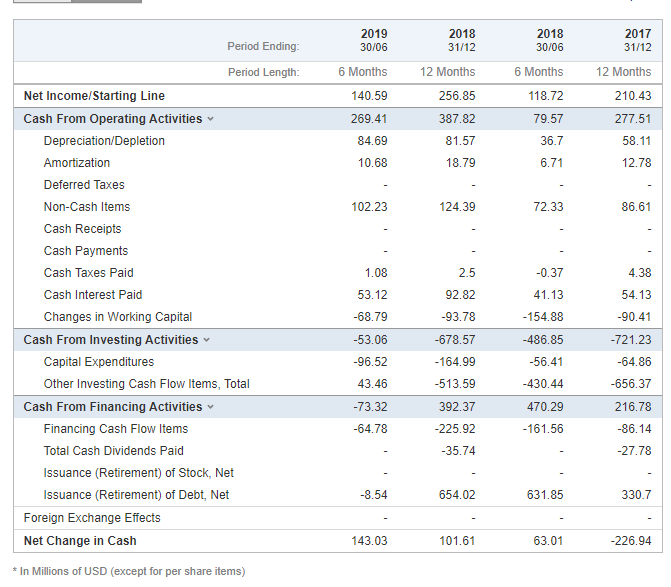 Period Ending: 2019 30/06 2018 31/12 2018 30/06 2017 31/12
Period Length: 6 Months 12 Months 6 Months 12 Months
Net Income/Starting Line 140.59 256.85 118.72 210.43
Cash From Operating Activities 269.41 387.82 79.57 277.51
Depreciation/Depletion 84.69 81.57 36.7 58.11
Amortization 10.68 18.79 6.71 12.78
Deferred Taxes - - - -
Non-Cash Items 102.23 124.39 72.33 86.61
Cash Receipts - - - -
Cash Payments - - - -
Cash Taxes Paid 1.08 2.5 -0.37 4.38
Cash Interest Paid 53.12 92.82 41.13 54.13
Changes in Working Capital -68.79 -93.78 -154.88 -90.41
Cash From Investing Activities -53.06 -678.57 -486.85 -721.23
Capital Expenditures -96.52 -164.99 -56.41 -64.86
Other Investing Cash Flow Items, Total 43.46 -513.59 -430.44 -656.37
Cash From Financing Activities -73.32 392.37 470.29 216.78
Financing Cash Flow Items -64.78 -225.92 -161.56 -86.14
Total Cash Dividends Paid - -35.74 - -27.78
Issuance (Retirement) of Stock, Net - - - -
Issuance (Retirement) of Debt, Net -8.54 654.02 631.85 330.7
Foreign Exchange Effects - - - -
Net Change in Cash 143.03 101.61 63.01 -226.94
* In Millions of USD (except for per share items)